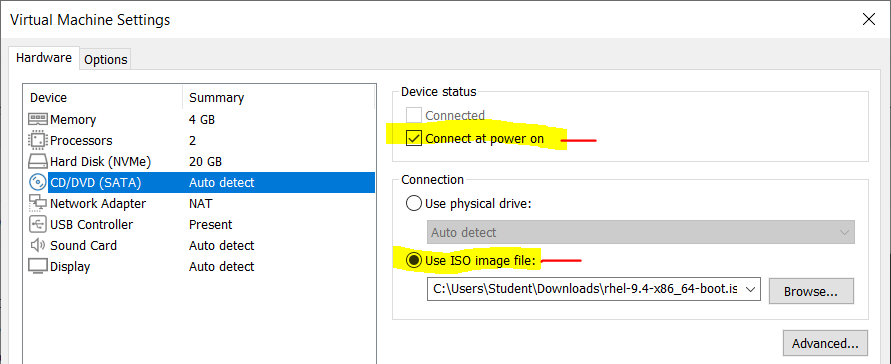 Virtual Machine Settings
Hardware Options
Device Summary
Memory 4 GB
Processors 2
Hard Disk (NVMe) 20 GB
CD/DVD (SATA) Auto detect
Network Adapter NAT
USB Controller Present
Sound Card Auto detect
Display Auto detect
Device status
Connected
Connect at power on
Connection
Use physical drive:
Auto detect
Use ISO image file:
C:\Users\Student\Downloads\rhel-9.4-x86_64-boot.is
Browse...
Advanced...